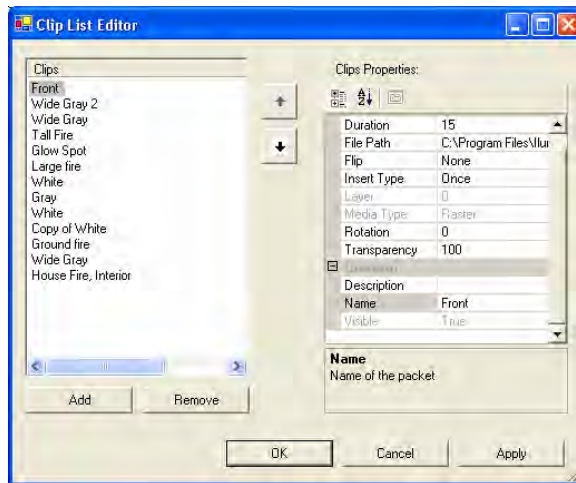 Clip List Editor
Clips
Front
Wide Gray 2
Wide Gray
Tall Fire
Glow Spot
Large fire
White
Gray
White
Copy of White
Ground fire
Wide Gray
House Fire, Interior
Add
Remove
Clips Properties:
Duration 15
File Path C:\Program Files\Ilur
Flip None
Insert Type Once
Layer 0
Media Type Raster
Rotation 0
Transparency 100
Description
Name Front
Visible True
Name
Name of the packet
OK
Cancel
Apply